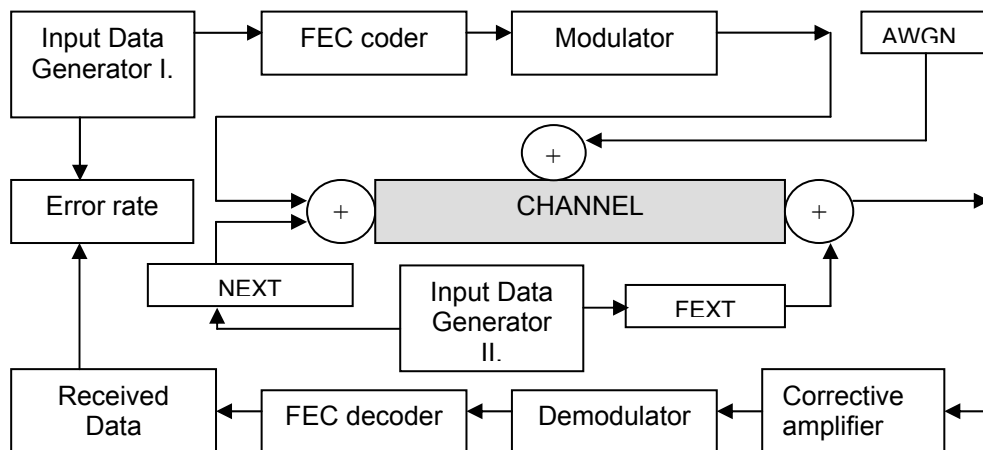 Input Data
Generator I.
FEC coder
Modulator
AWGN
+
Error rate
+
CHANNEL
+
NEXT
Input Data
Generator
II.
FEXT
Received
Data
FEC decoder
Demodulator
Corrective
amplifier